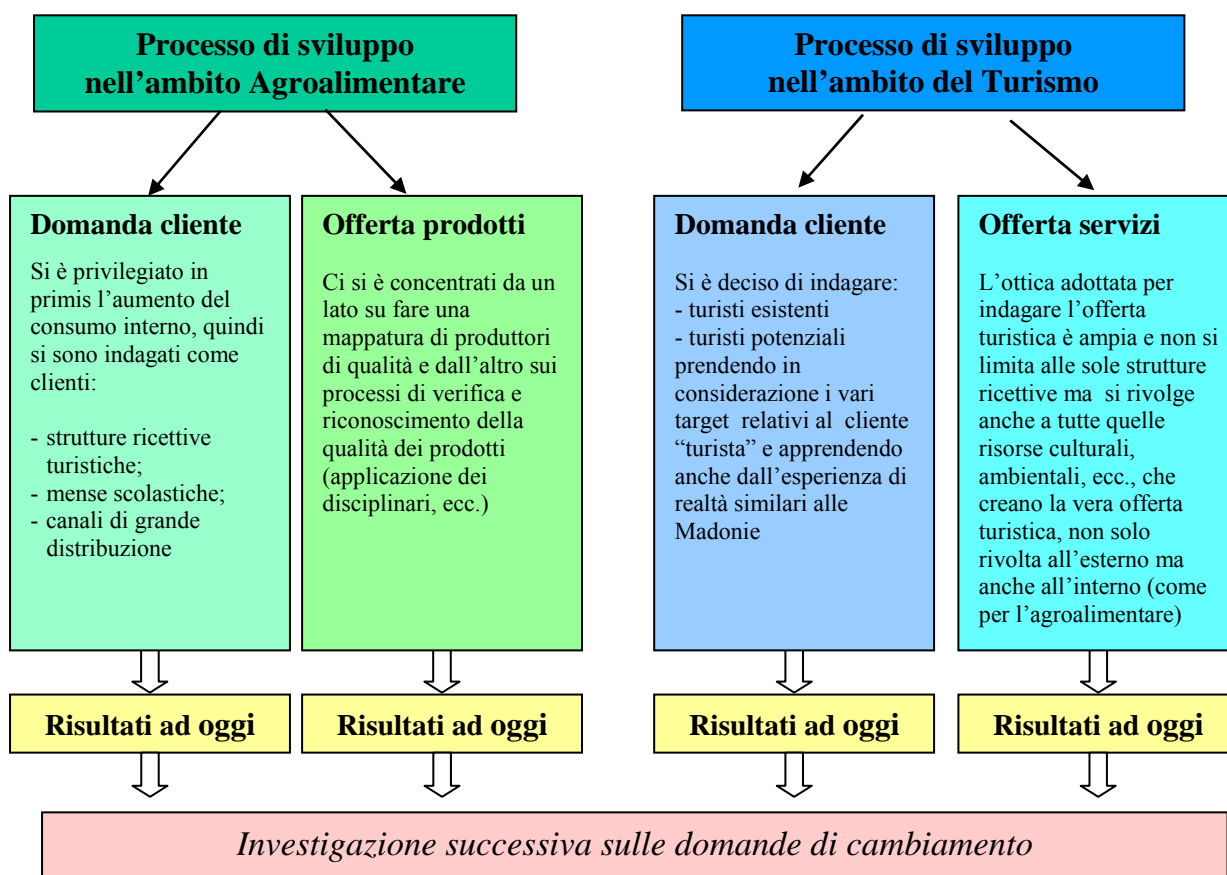 Processo di sviluppo
nell’ambito Agroalimentare
Processo di sviluppo
nell’ambito del Turismo
Domanda cliente
Si è privilegiato in
primis l’aumento del
consumo interno, quindi
si sono indagati come
clienti:
- strutture ricettive
turistiche;
- mense scolastiche;
- canali di grande
distribuzione
Offerta prodotti
Ci si è concentrati da un
lato su fare una
mappatura di produttori
di qualità e dall’altro sui
processi di verifica e
riconoscimento della
qualità dei prodotti
(applicazione dei
disciplinari, ecc.)
Domanda cliente
Si è deciso di indagare:
- turisti esistenti
- turisti potenziali
prendendo in
considerazione i vari
target relativi al cliente
“turista” e apprendendo
anche dall’esperienza di
realtà similari alle
Madonie
Offerta servizi
L’ottica adottata per
indagare l’offerta
turistica è ampia e non si
limita alle sole strutture
ricettive ma si rivolge
anche a tutte quelle
risorse culturali,
ambientali, ecc., che
creano la vera offerta
turistica, non solo
rivolta all’esterno ma
anche all’interno (come
per l’agroalimentare)
Risultati ad oggi
Risultati ad oggi
Risultati ad oggi
Risultati ad oggi
Investigazione successiva sulle domande di cambiamento